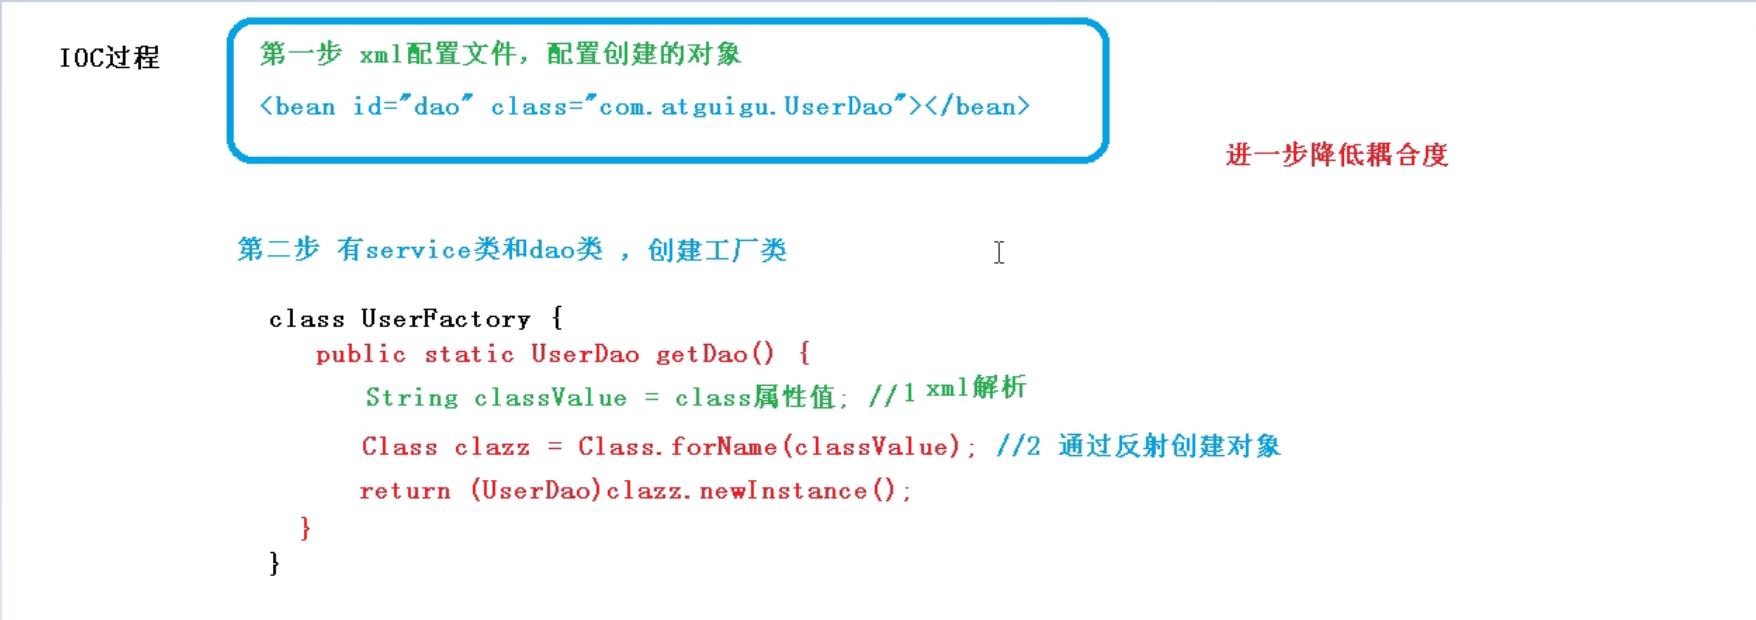 IOC过程
第一步 xml配置文件，配置创建的对象
<bean id="dao" class="com.atguigu.UserDao"></bean>
进一步降低耦合度
第二步 有service类和dao类 ，创建工厂类
class UserFactory {
public static UserDao getDao() {
String classValue = class属性值; //1 xml解析
Class clazz = Class.forName(classValue); //2 通过反射创建对象
return (UserDao)clazz.newInstance();
}
}